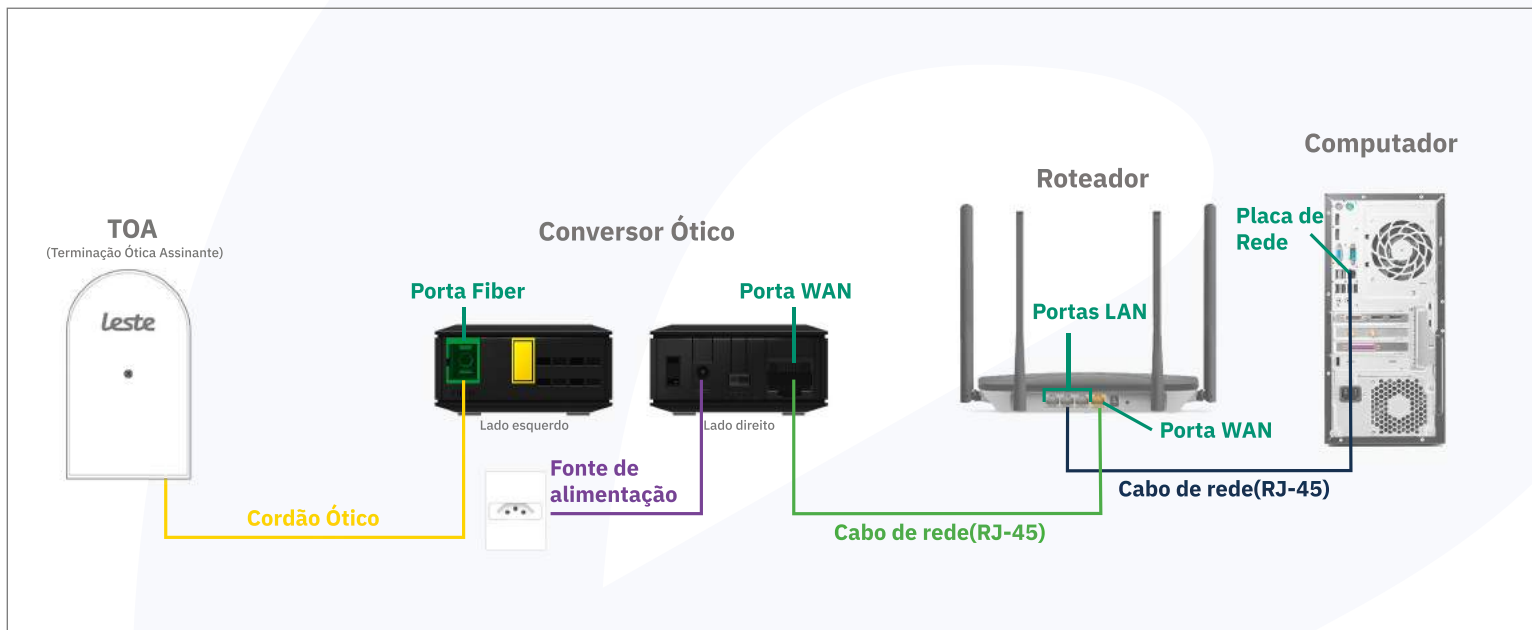 Computador
Roteador
Placa de
Rede
TOA
(Terminação Ótica Assinante)
Conversor Ótico
Porta Fiber
Porta WAN
Portas LAN
leste
Lado esquerdo
Lado direito
Porta WAN
Fonte de
alimentação
Cabo de rede(RJ-45)
Cordão Ótico
Cabo de rede(RJ-45)